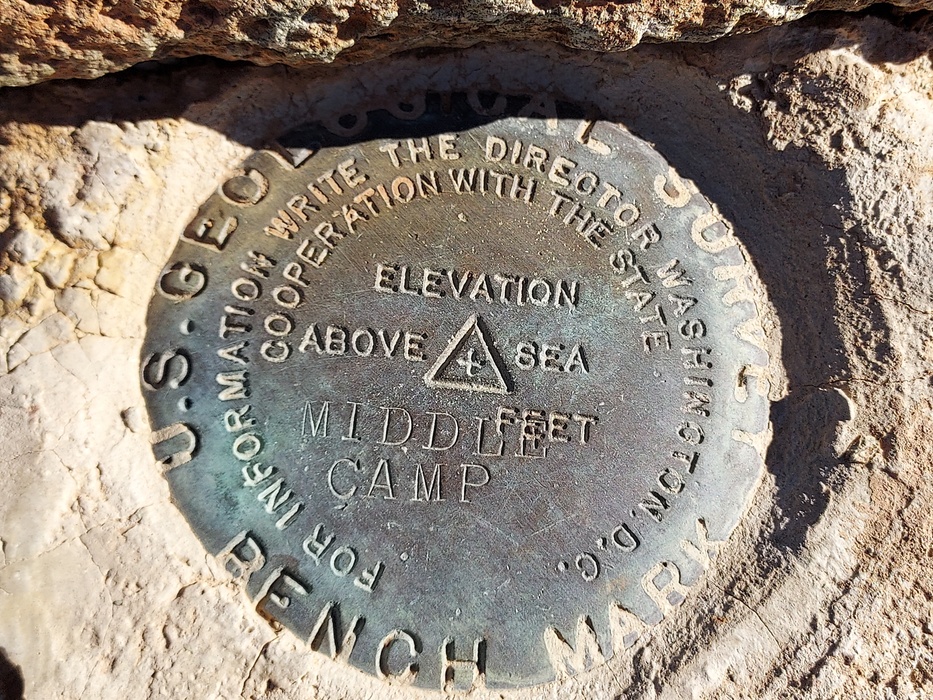 U.S. GEOLOGICAL SURVEY
FOR INFORMATION WRITE THE DIRECTOR WASHINGTON, D.C.
COOPERATION WITH THE STATE
ELEVATION
ABOVE SEA
FEET
MIDDLE
CAMP
BENCH MARK